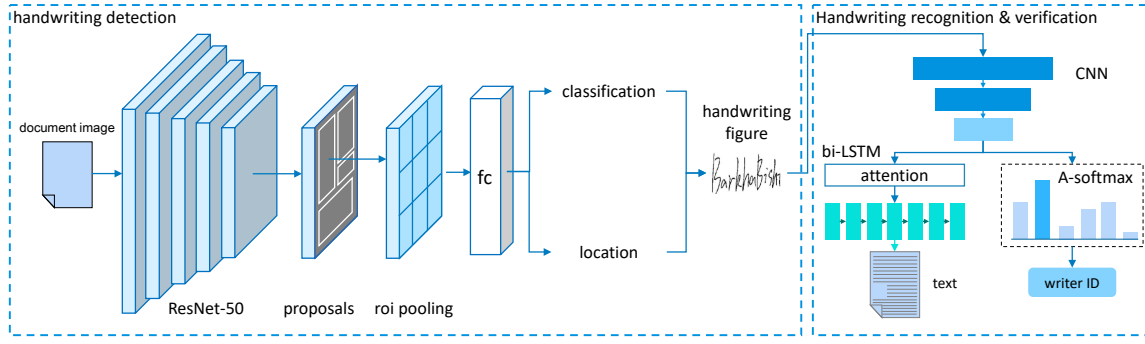 handwriting detection
document image
ResNet-50
proposals
roi pooling
fc
classification
location
handwriting
figure
BarkhaBishi
Handwriting recognition & verification
CNN
bi-LSTM
attention
A-softmax
text
writer ID